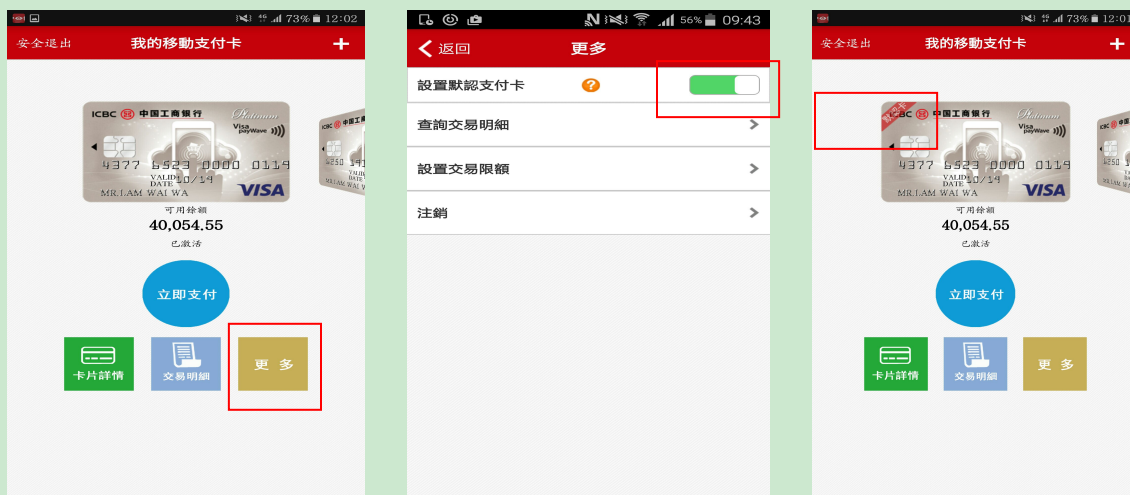 73% 12:02
安全退出 我的移動支付卡 +
ICBC 中国工商银行 Platinum
Visa payWave
4377 6523 0000 0119
VALID DATE 10/19
MR.LAM WAI WA VISA
可用餘額
40,054.55
已激活
立即支付
卡片詳情 交易明細 更多
56% 09:43
返回 更多
設置默認支付卡 ?
查詢交易明細 >
設置交易限額 >
注銷 >
73% 12:01
安全退出 我的移動支付卡 +
默認卡
ICBC 中国工商银行 Platinum
Visa payWave
4377 6523 0000 0119
VALID DATE 10/19
MR.LAM WAI WA VISA
可用餘額
40,054.55
已激活
立即支付
卡片詳情 交易明細 更多